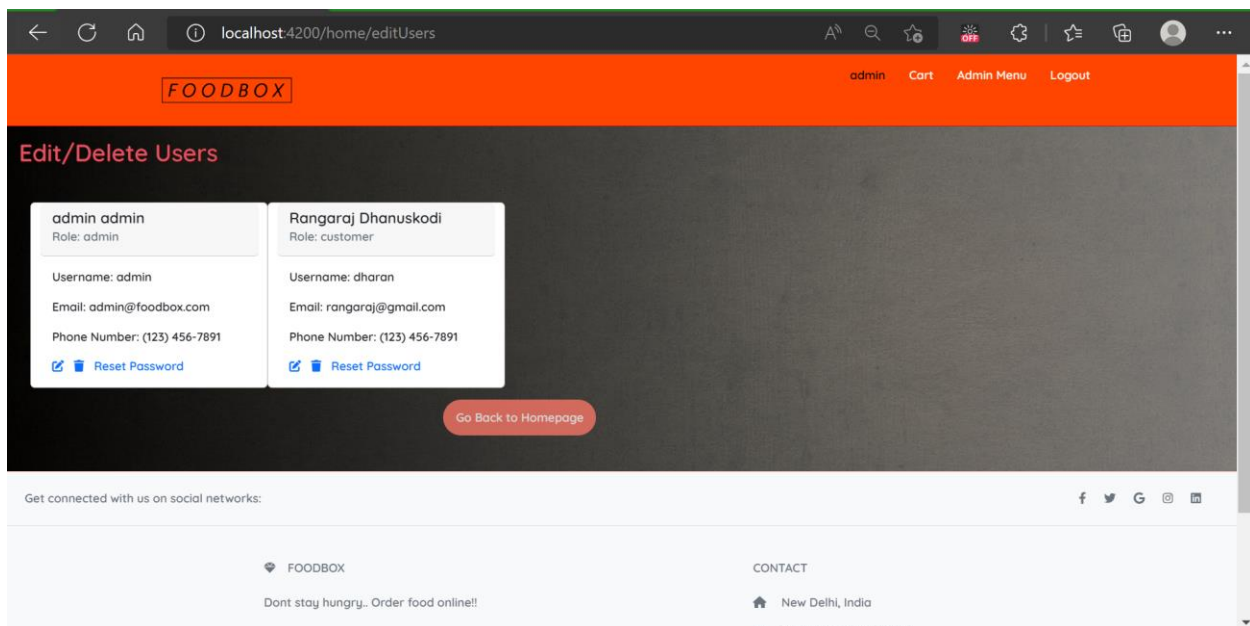 localhost:4200/home/editUsers
OFF
FOODBOX
admin Cart Admin Menu Logout
Edit/Delete Users
admin admin
Role: admin
Username: admin
Email: admin@foodbox.com
Phone Number: (123) 456-7891
Reset Password
Rangaraj Dhanuskodi
Role: customer
Username: dharan
Email: rangaraj@gmail.com
Phone Number: (123) 456-7891
Reset Password
Go Back to Homepage
Get connected with us on social networks:
FOODBOX
Dont stay hungry.. Order food online!!
CONTACT
New Delhi, India